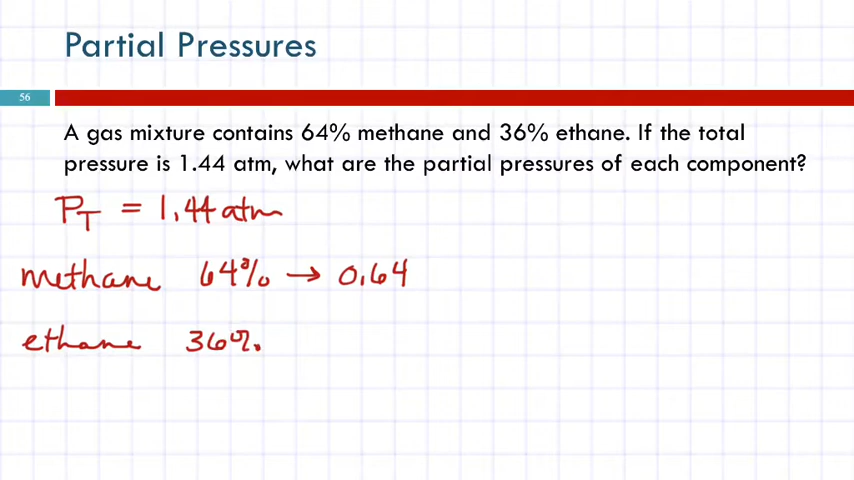 Partial Pressures
56
A gas mixture contains 64% methane and 36% ethane. If the total
pressure is 1.44 atm, what are the partial pressures of each component?
PT = 1.44 atm
methane 64% → 0.64
ethane 36%